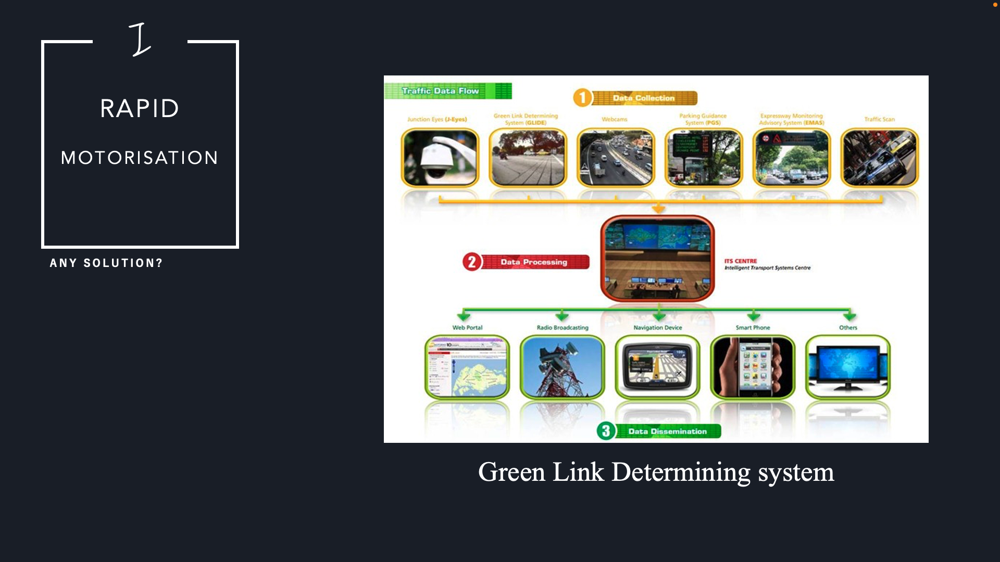 I
RAPID
MOTORISATION
ANY SOLUTION?
Traffic Data Flow
1 Data Collection
Junction Eyes (J-Eyes)
Green Link Determining
System (GLIDE)
Webcams
Parking Guidance
System (PGS)
Expressway Monitoring
Advisory System (EMAS)
Traffic Scan
2 Data Processing
ITS CENTRE
Intelligent Transport Systems Centre
Web Portal
Radio Broadcasting
Navigation Device
Smart Phone
Others
3 Data Dissemination
Green Link Determining system